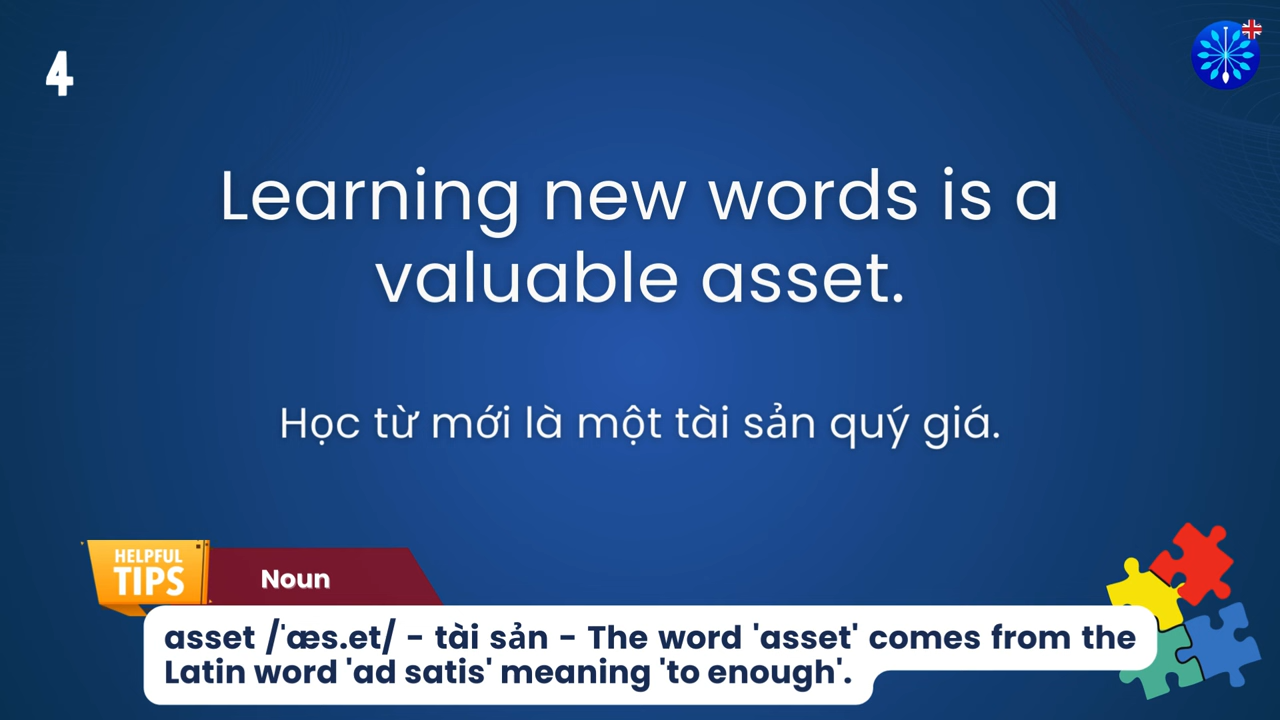 4
Learning new words is a
valuable asset.
Học từ mới là một tài sản quý giá.
HELPFUL
TIPS
Noun
asset /ˈæs.et/ - tài sản - The word 'asset' comes from the
Latin word 'ad satis' meaning 'to enough'.